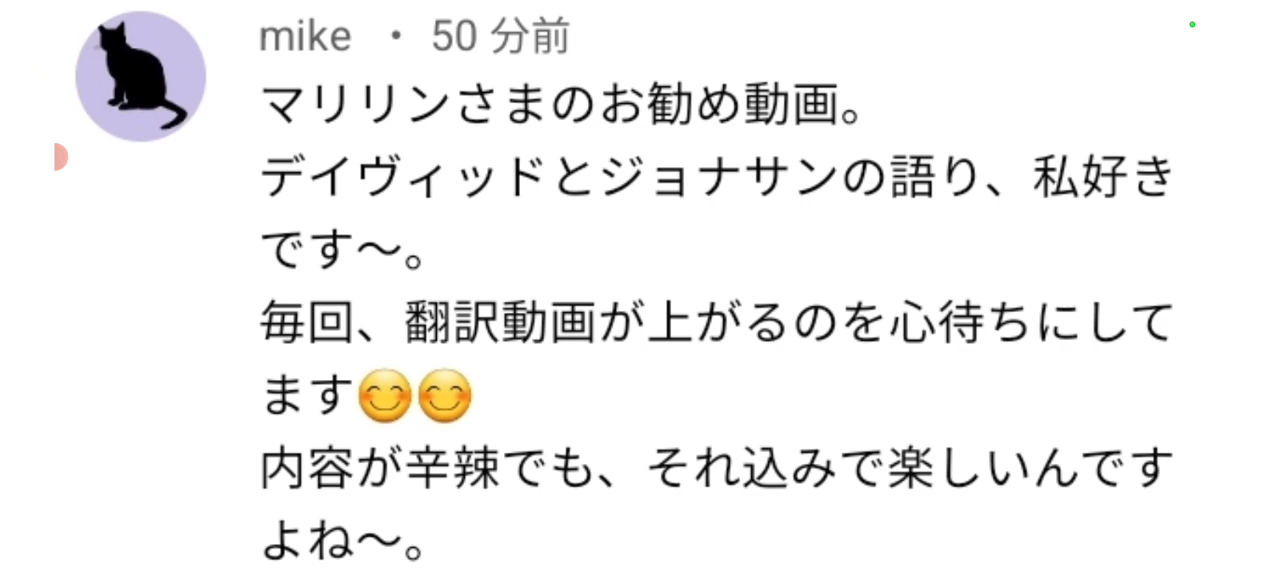 mike ・ 50 分前
マリリンさまのお勧め動画。
デイヴィッドとジョナサンの語り、私好き
です〜。
毎回、翻訳動画が上がるのを心待ちにして
ます😊😊
内容が辛辣でも、それ込みで楽しいんです
よね〜。